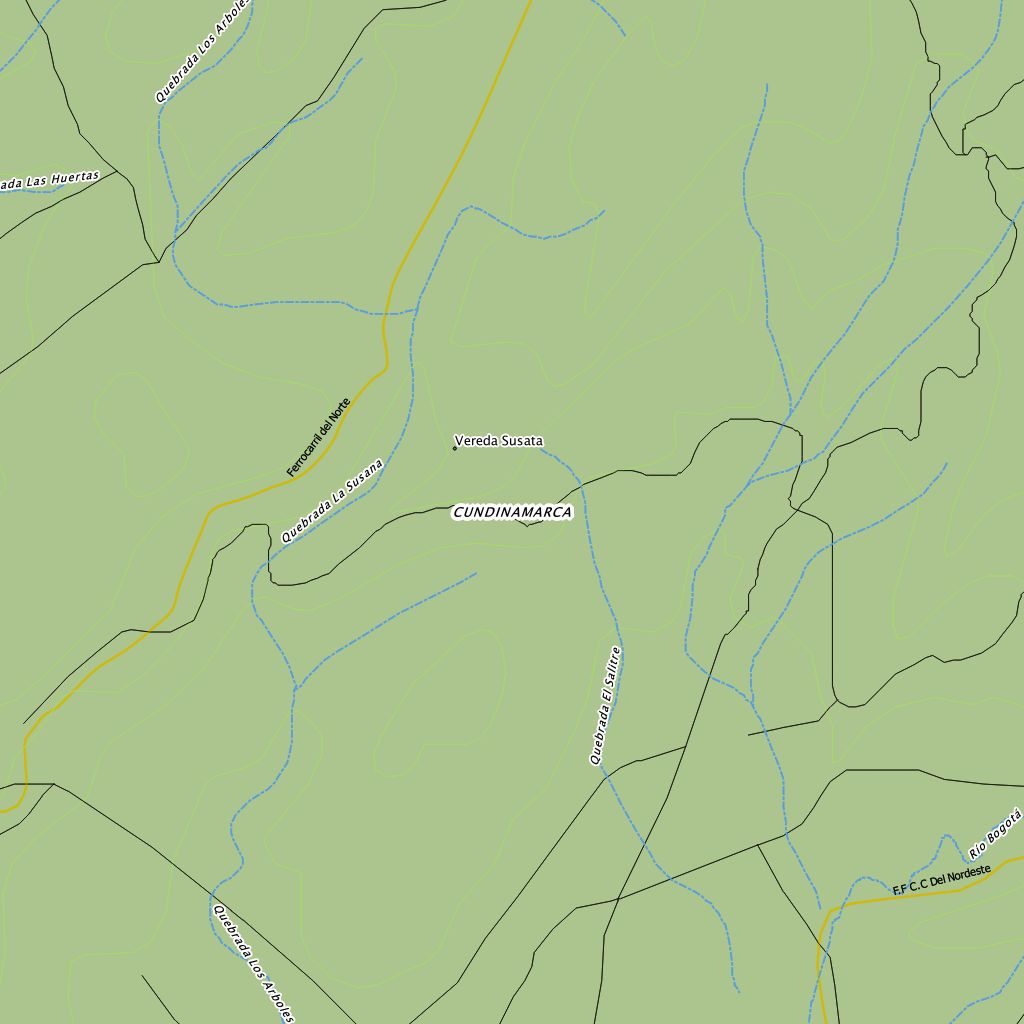 Quebrada Los Arboles
ada Las Huertas
Ferrocarril del Norte
Vereda Susata
Quebrada La Susana
CUNDINAMARCA
Quebrada El Salitre
Río Bogotá
F.F C.C Del Nordeste
Quebrada Los Arboles